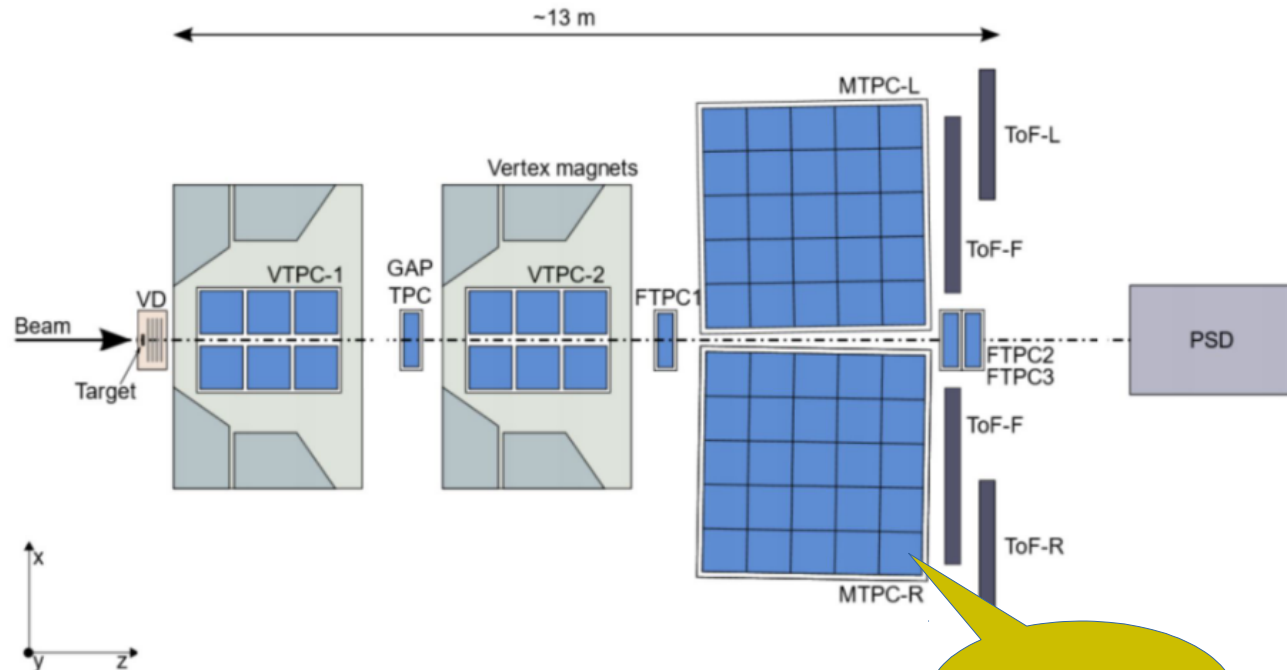 ~13 m
MTPC-L
ToF-L
Vertex magnets
ToF-F
VTPC-1
GAP
TPC
VTPC-2
FTPC1
VD
Beam
PSD
Target
FTPC2
FTPC3
ToF-F
ToF-R
MTPC-R
x
y
z